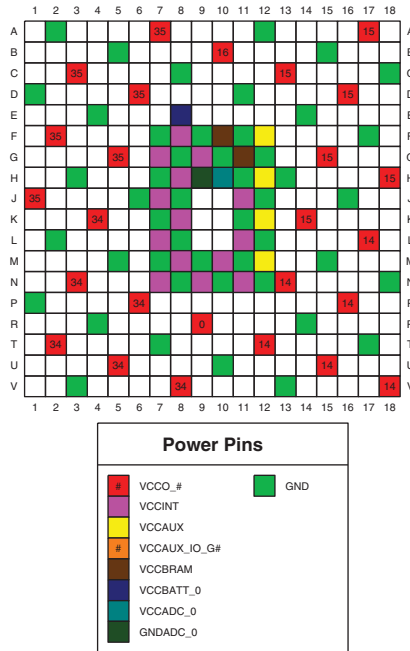 1 2 3 4 5 6 7 8 9 10 11 12 13 14 15 16 17 18
A 35 15 A
B 16 B
C 35 15 C
D 35 15 D
E E
F 35 F
G 35 15 G
H 15 H
J 35 J
K 34 15 K
L 14 L
M M
N 34 14 N
P 34 14 P
R 0 R
T 34 14 T
U 34 14 U
V 34 14 V
1 2 3 4 5 6 7 8 9 10 11 12 13 14 15 16 17 18
Power Pins
# VCCO_# GND
VCCINT
VCCAUX
# VCCAUX_IO_G#
VCCBRAM
VCCBATT_0
VCCADC_0
GNDADC_0